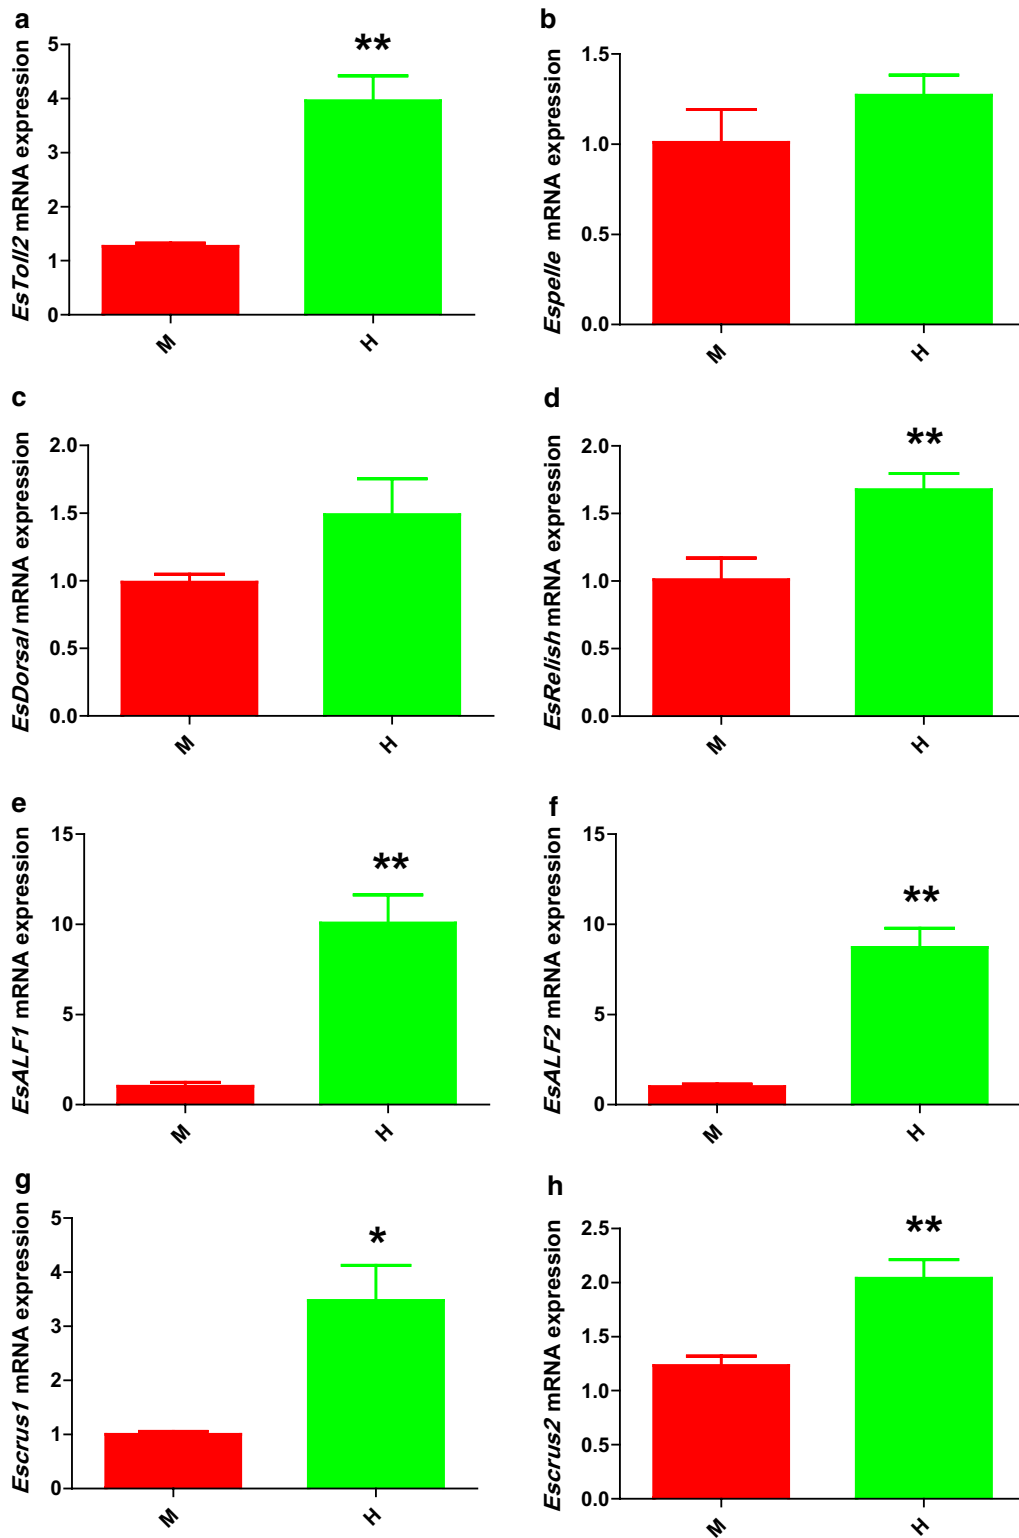 a
EsToll2 mRNA expression
5
4
3
2
1
0
**
M
H
b
Espelle mRNA expression
1.5
1.0
0.5
0.0
M
H
c
EsDorsal mRNA expression
2.0
1.5
1.0
0.5
0.0
M
H
d
EsRelish mRNA expression
2.0
1.5
1.0
0.5
0.0
**
M
H
e
EsALF1 mRNA expression
15
10
5
0
**
M
H
f
EsALF2 mRNA expression
15
10
5
0
**
M
H
g
Escrus1 mRNA expression
5
4
3
2
1
0
*
M
H
h
Escrus2 mRNA expression
2.5
2.0
1.5
1.0
0.5
0.0
**
M
H